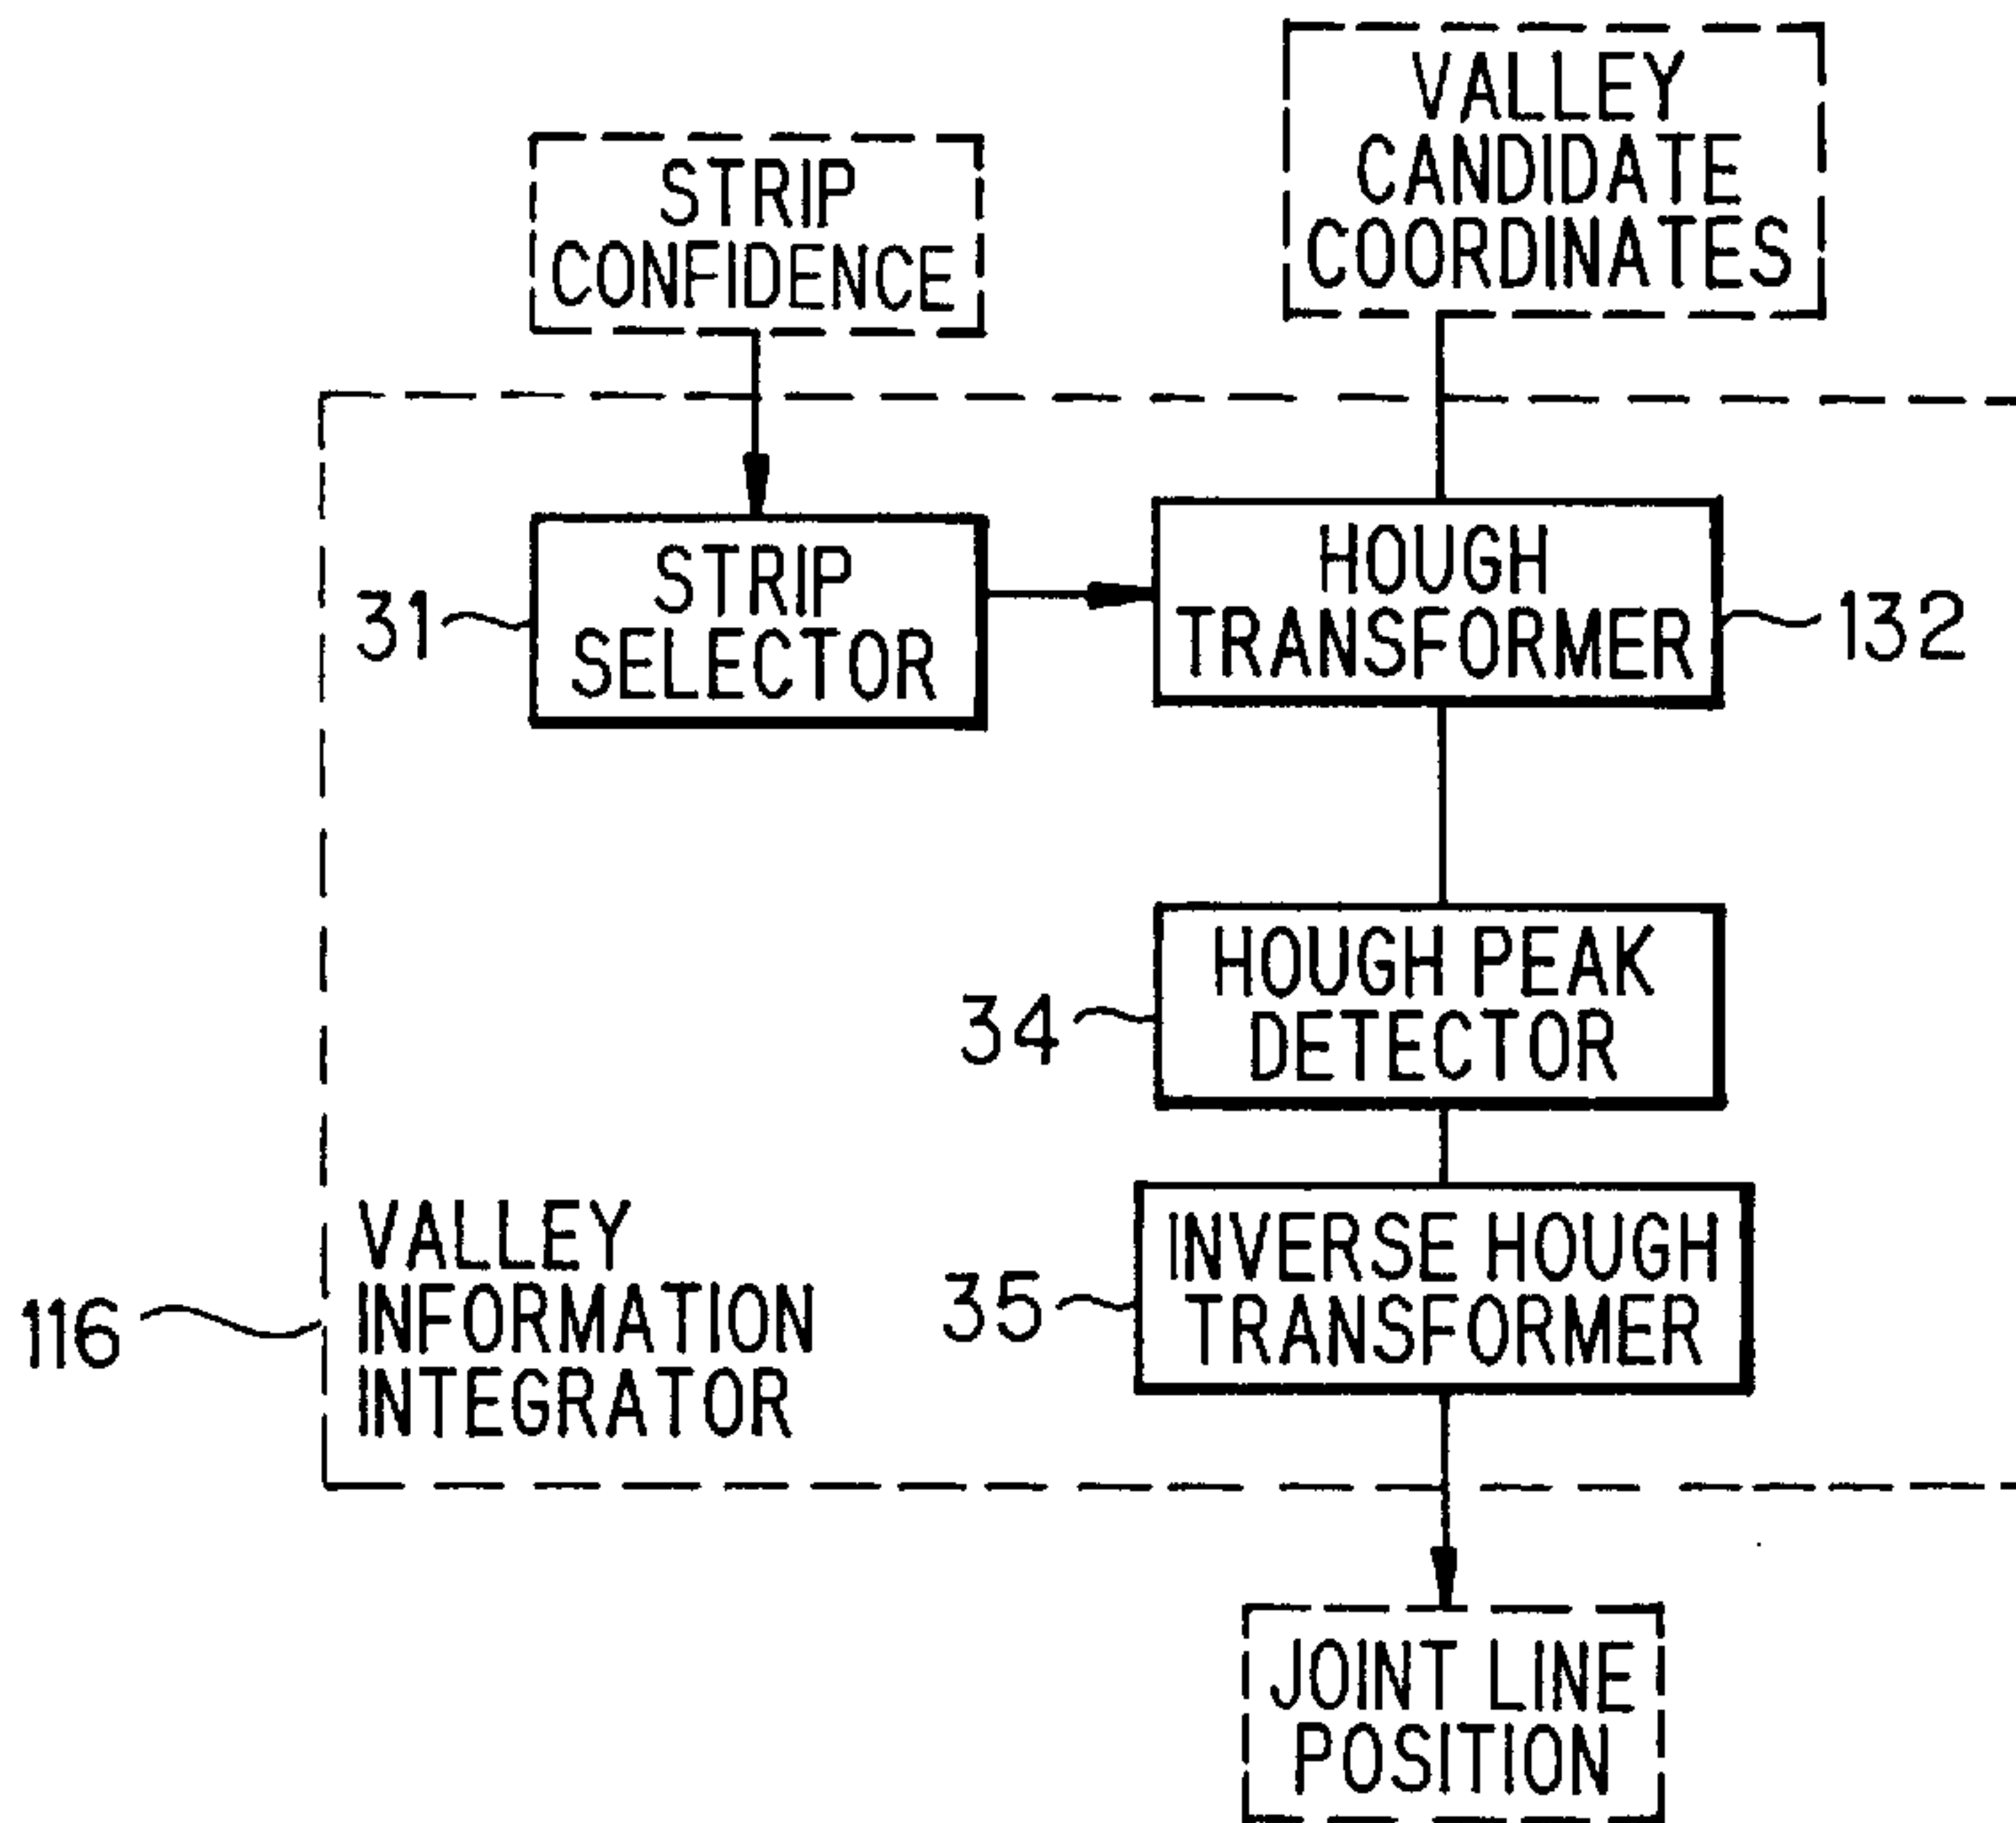 VALLEY
CANDIDATE
COORDINATES
STRIP
CONFIDENCE
STRIP
SELECTOR
31
HOUGH
TRANSFORMER
132
HOUGH PEAK
DETECTOR
34
INVERSE HOUGH
TRANSFORMER
35
VALLEY
INFORMATION
INTEGRATOR
116
JOINT LINE
POSITION